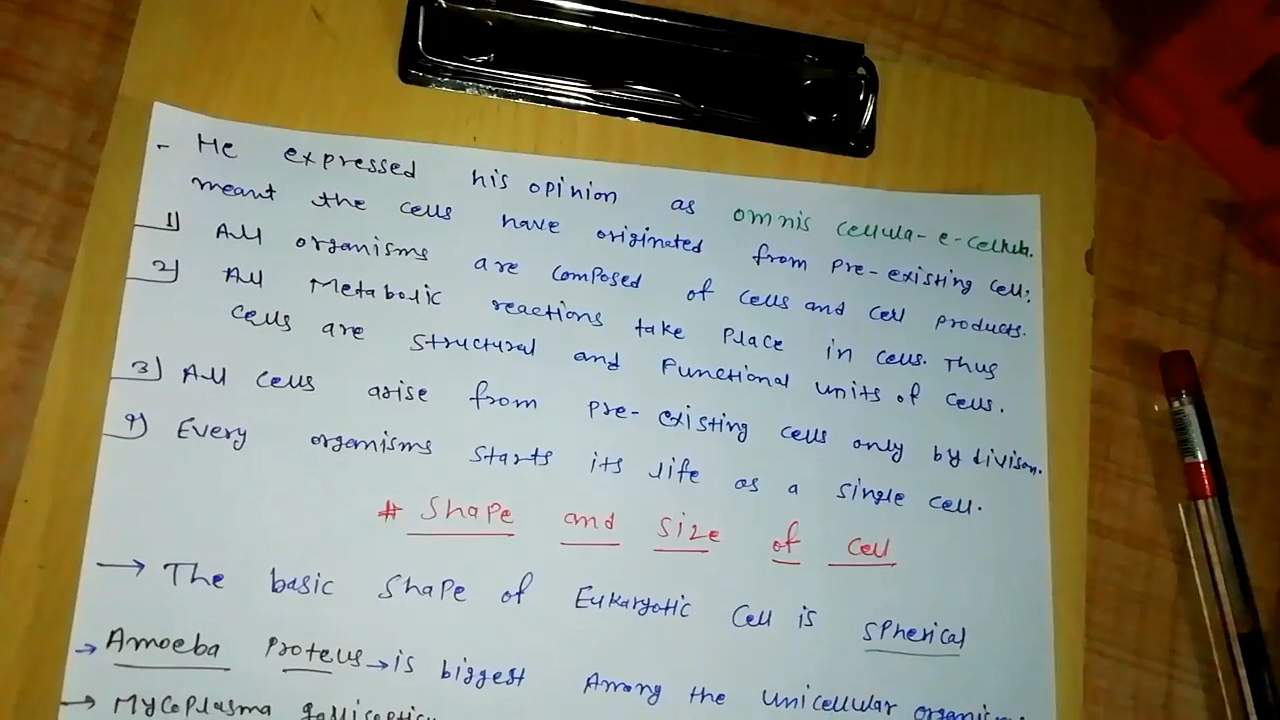 - He expressed his opinion as omnis cellula-e-cellula.
meant the cells have originated from pre-existing cell;
1) All organisms are composed of cells and cell products.
2) All Metabolic reactions take place in cells. Thus
cells are structural and Functional units of cells.
3) All cells arise from pre-existing cells only by divison.
4) Every organisms starts its life as a single cell.
# Shape and size of cell
→ The basic shape of Eukaryotic cell is spherical
→ Amoeba Proteus → is biggest Among the unicellular
→ Mycoplasma